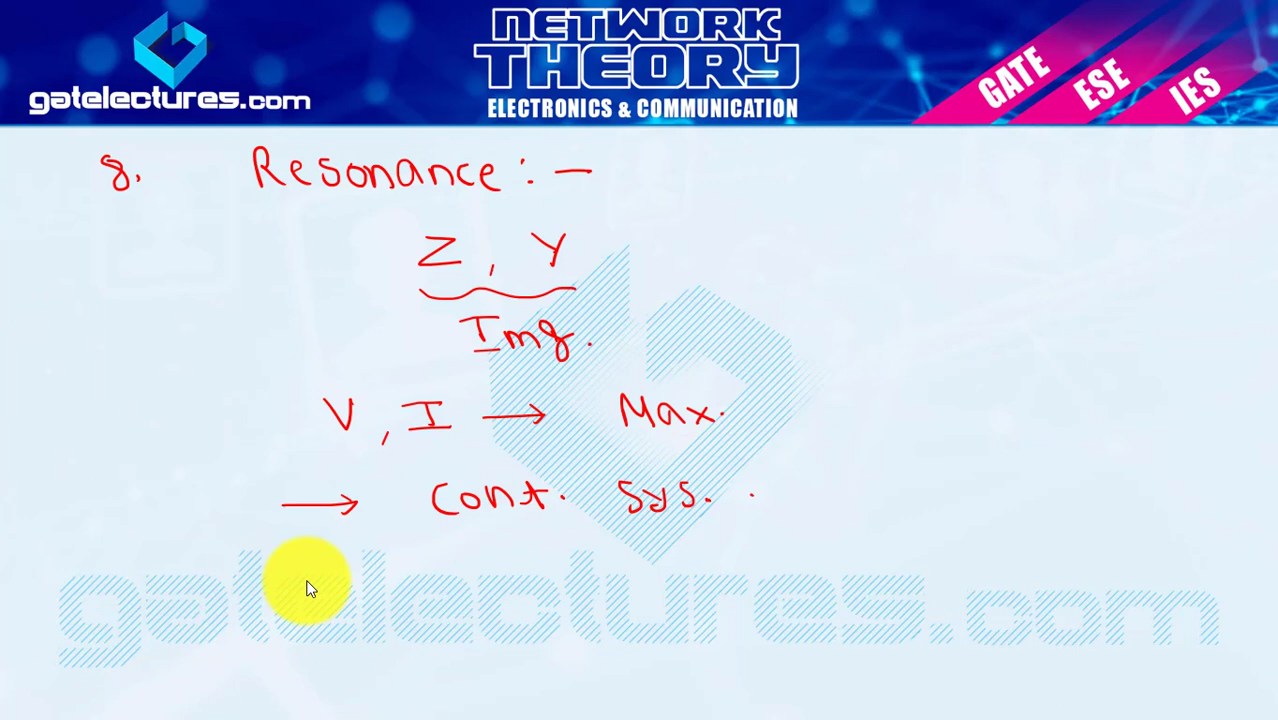 gatelectures.com
NETWORK
THEORY
ELECTRONICS & COMMUNICATION
GATE
ESE
IES
8. Resonance : —
Z , Y
Img.
V , I → Max.
→ Cont. Sys. .
gatelectures.com